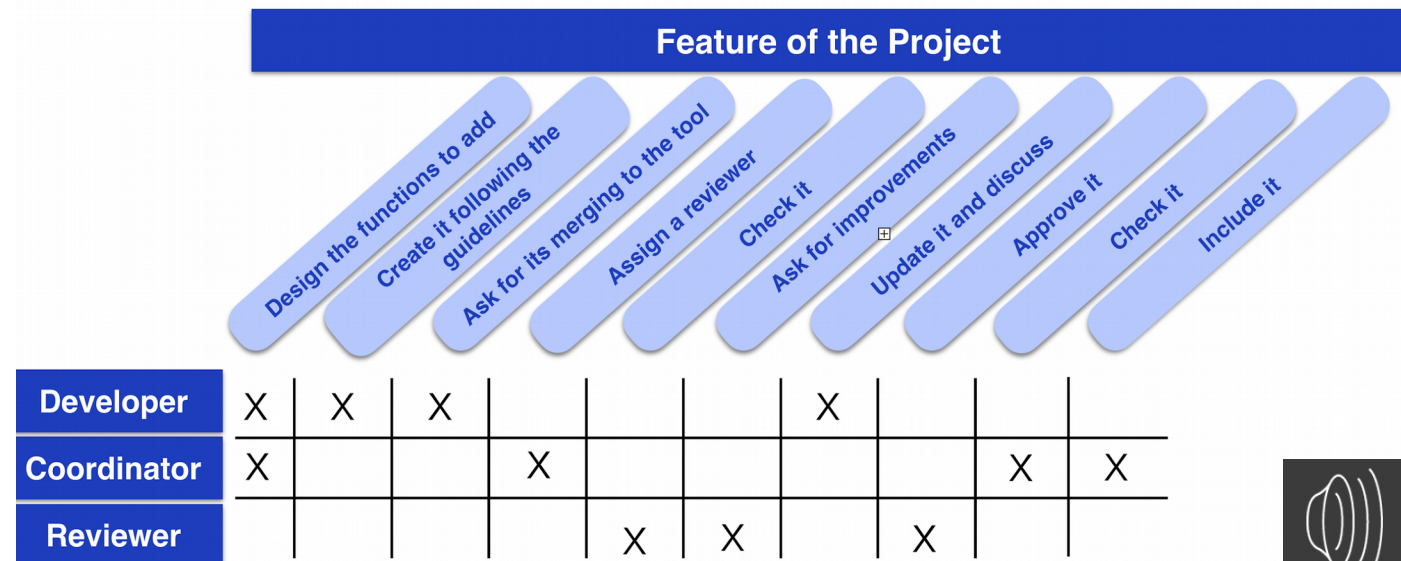 Feature of the Project
Design the functions to add
Create it following the
guidelines
Ask for its merging to the tool
Assign a reviewer
Check it
Ask for improvements
Update it and discuss
Approve it
Check it
Include it
Developer X X X X
Coordinator X X X X
Reviewer X X X